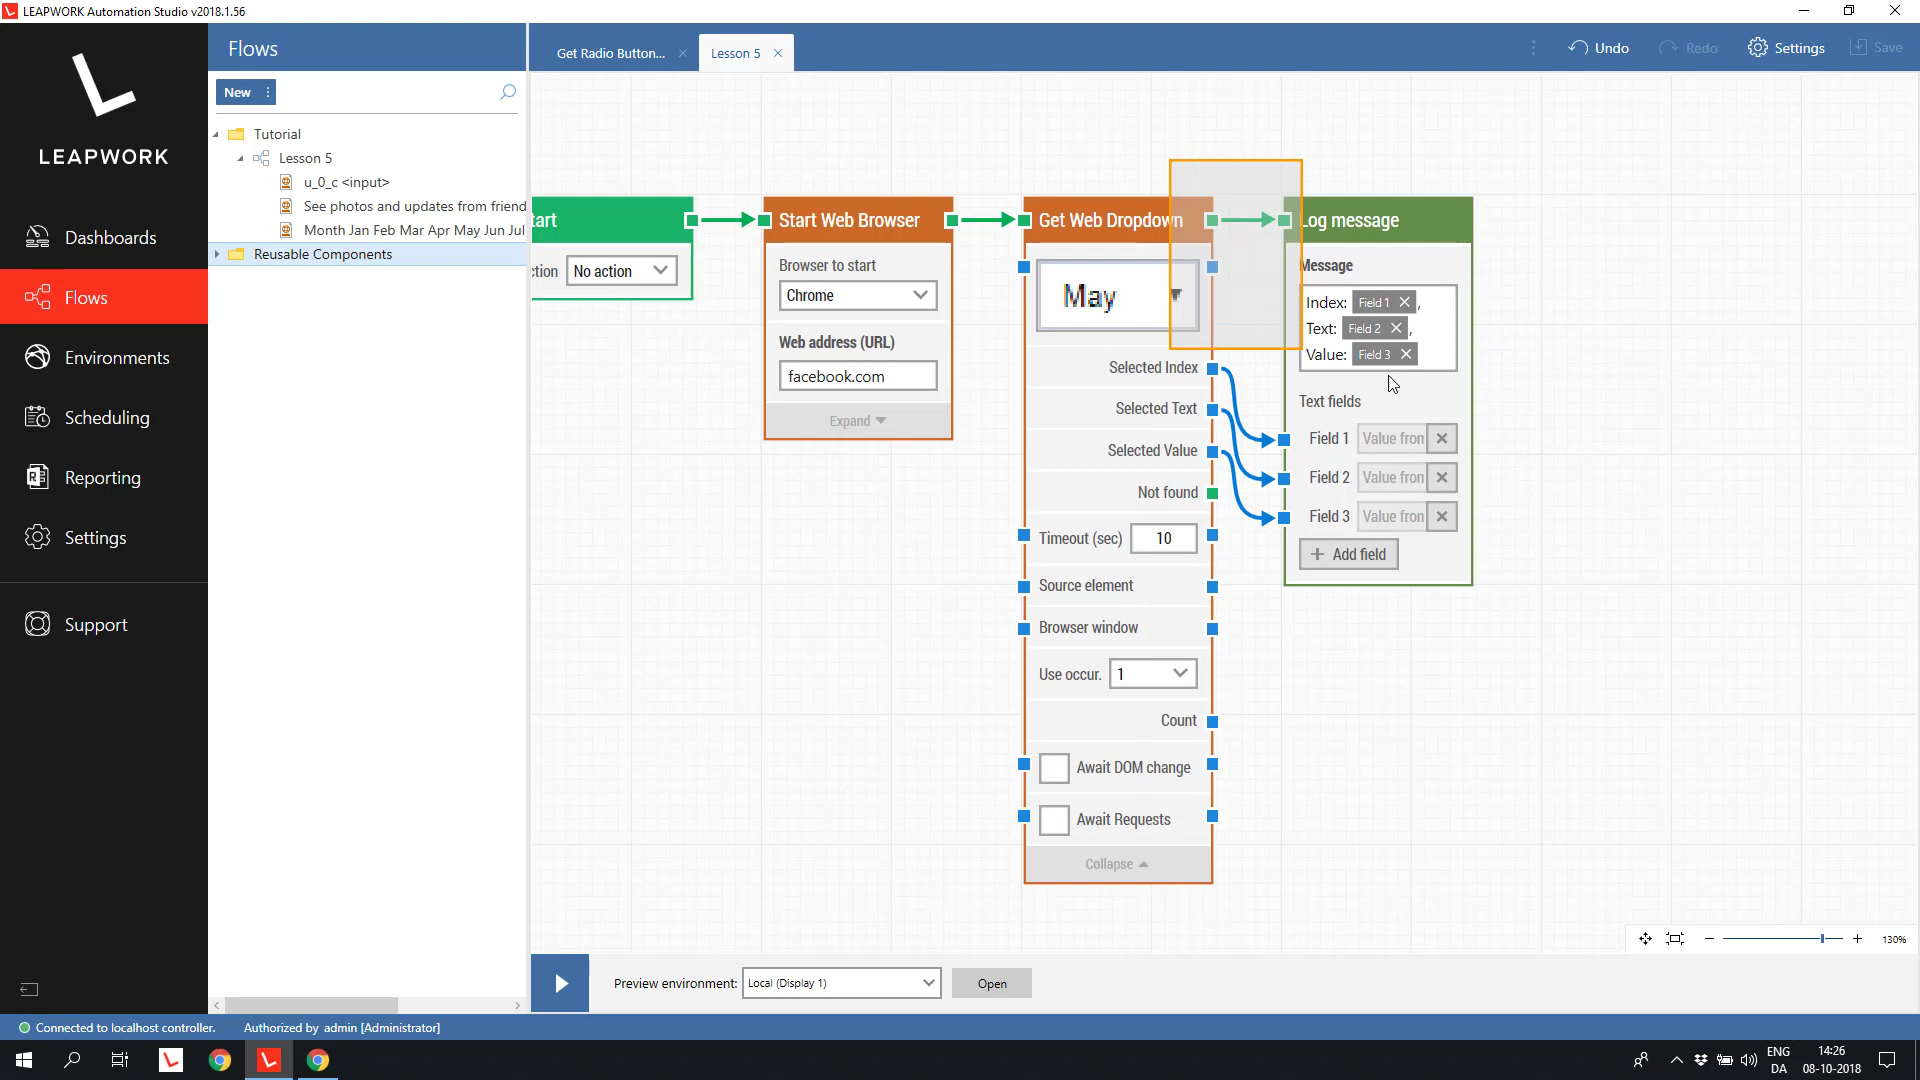 LEAPWORK Automation Studio v2018.1.56
LEAPWORK
Dashboards
Flows
Environments
Scheduling
Reporting
Settings
Support
Flows
New
Tutorial
Lesson 5
u_0_c <input>
See photos and updates from friend
Month Jan Feb Mar Apr May Jun Jul
Reusable Components
Get Radio Button...
Lesson 5
Undo
Redo
Settings
Save
tart
ction
No action
Start Web Browser
Browser to start
Chrome
Web address (URL)
facebook.com
Expand
Get Web Dropdown
May
Selected Index
Selected Text
Selected Value
Not found
Timeout (sec) 10
Source element
Browser window
Use occur. 1
Count
Await DOM change
Await Requests
Collapse
Log message
Message
Index: Field 1 ,
Text: Field 2 ,
Value: Field 3
Text fields
Field 1 Value fron
Field 2 Value fron
Field 3 Value fron
Add field
130%
Preview environment: Local (Display 1) Open
Connected to localhost controller. Authorized by admin [Administrator]
ENG
DA
14:26
08-10-2018